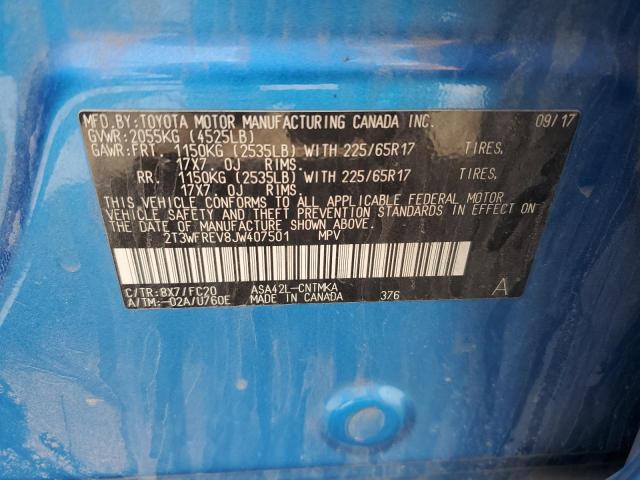 MFD.BY:TOYOTA MOTOR MANUFACTURING CANADA INC. 09/17
GVWR:2055KG (4525LB)
GAWR:FRT. 1150KG (2535LB) WITH 225/65R17 TIRES,
17X7.0J RIMS.
RR. 1150KG (2535LB) WITH 225/65R17 TIRES,
17X7.0J RIMS.
THIS VEHICLE CONFORMS TO ALL APPLICABLE FEDERAL MOTOR
VEHICLE SAFETY AND THEFT PREVENTION STANDARDS IN EFFECT ON
THE DATE OF MANUFACTURE SHOWN ABOVE.
2T3WFREV8JW407501 MPV
C/TR:8X7/FC20 ASA42L-CNTMKA
A/TM:-02A/U760E MADE IN CANADA 376 A